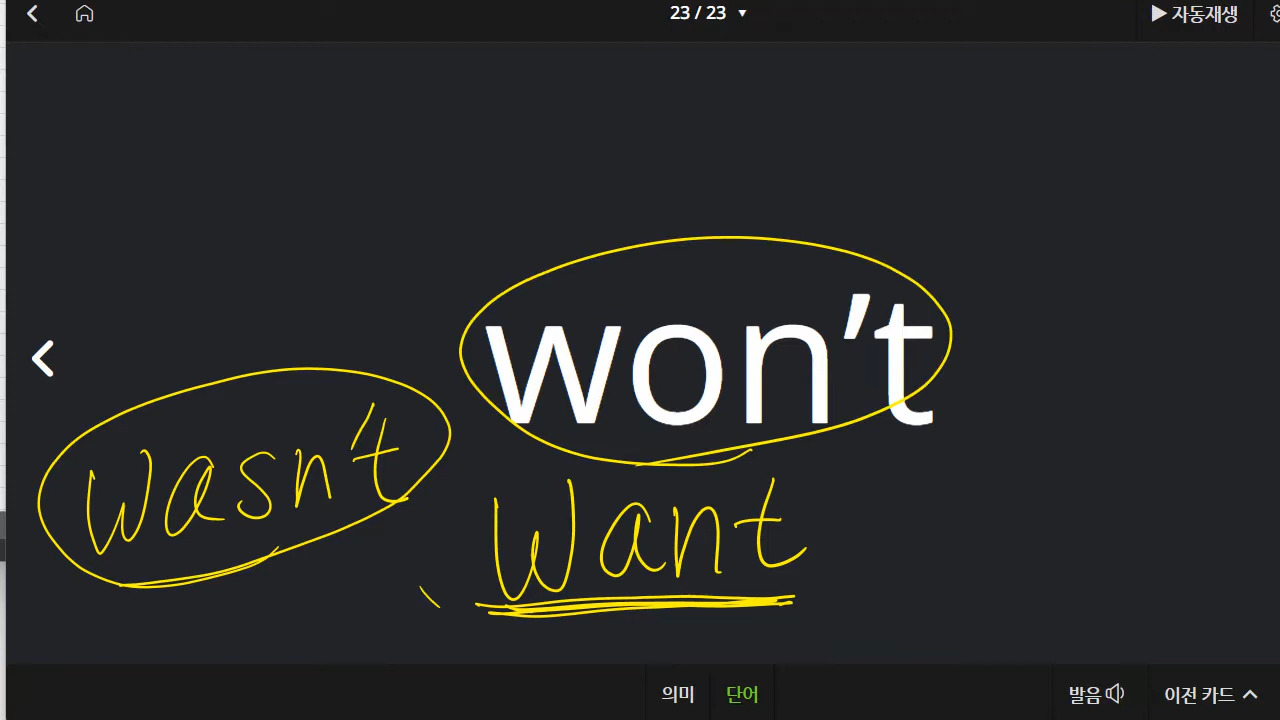 23 / 23 ▼
▶ 자동재생
won't
wasn't
want
의미 단어
발음
이전 카드